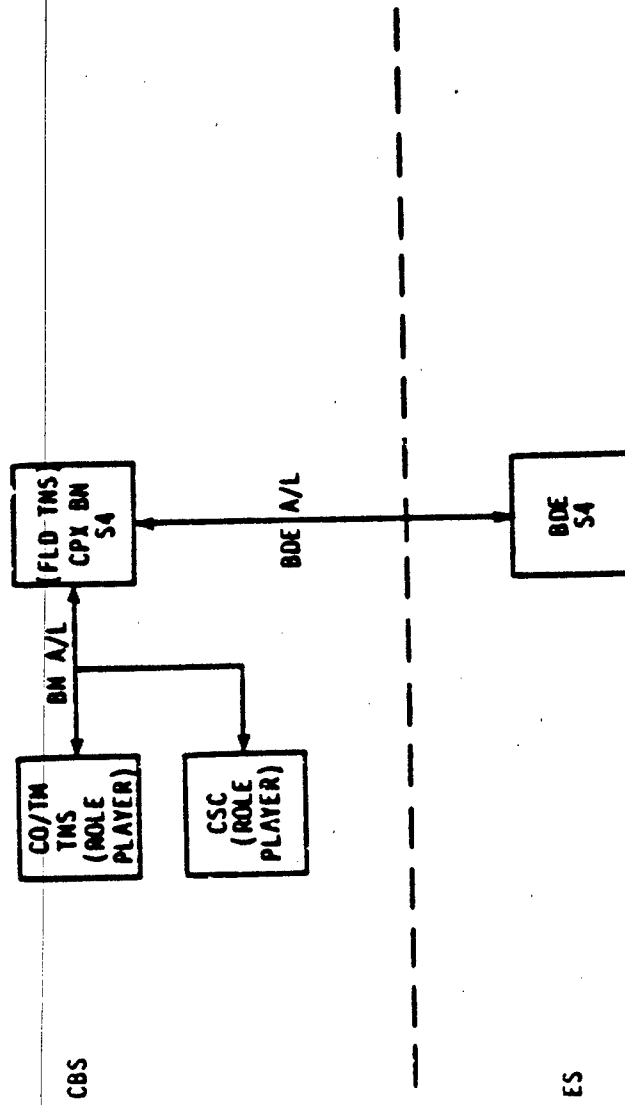 CBS
CO/TM
TNS
(ROLE
PLAYER)
BN A/L
(FLD TNS)
CPX BN
S4
CSC
(ROLE
PLAYER)
BDE A/L
ES
BDE
S4